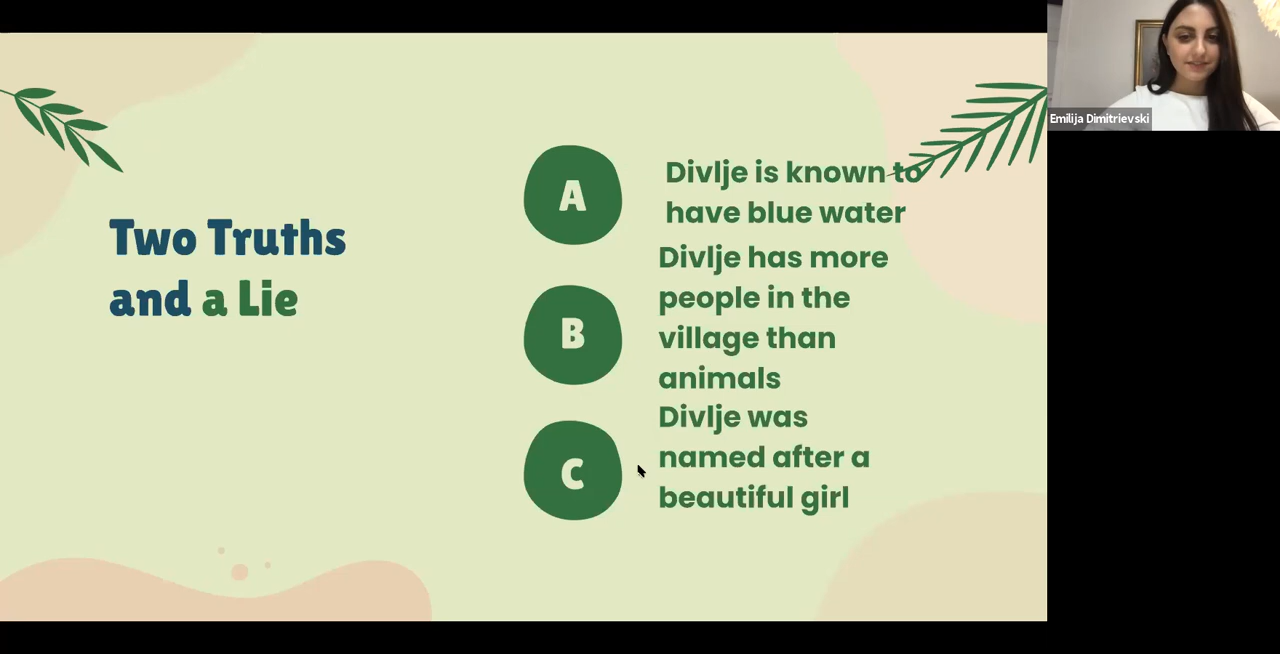 Two Truths
and a Lie
A
Divlje is known to
have blue water
B
Divlje has more
people in the
village than
animals
C
Divlje was
named after a
beautiful girl
Emilija Dimitrievski